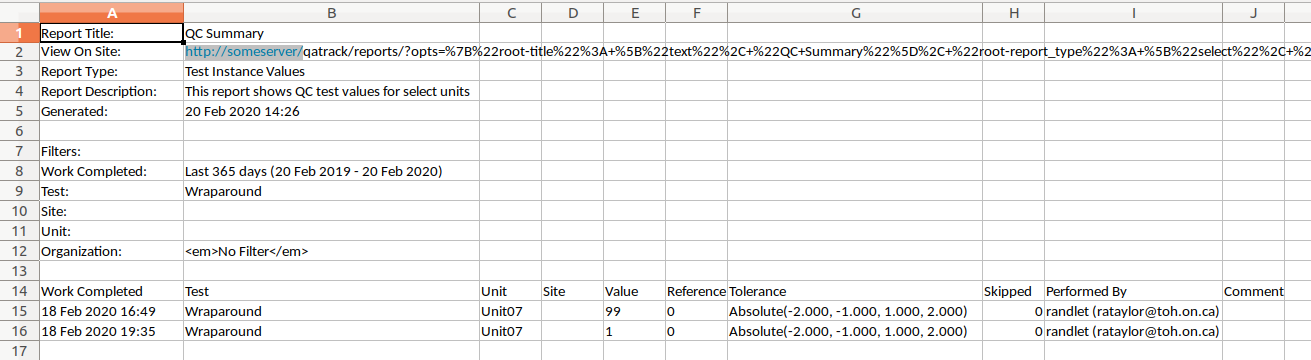 A B C D E F G H I J
1 Report Title: QC Summary
2 View On Site: http://someserver/qatrack/reports/?opts=%7B%22root-title%22%3A+%5B%22text%22%2C+%22QC+Summary%22%5D%2C+%22root-report_type%22%3A+%5B%22select%22%2C+%2
3 Report Type: Test Instance Values
4 Report Description: This report shows QC test values for select units
5 Generated: 20 Feb 2020 14:26
6
7 Filters:
8 Work Completed: Last 365 days (20 Feb 2019 - 20 Feb 2020)
9 Test: Wraparound
10 Site:
11 Unit:
12 Organization: <em>No Filter</em>
13
14 Work Completed Test Unit Site Value Reference Tolerance Skipped Performed By Comment
15 18 Feb 2020 16:49 Wraparound Unit07 99 0 Absolute(-2.000, -1.000, 1.000, 2.000) 0 randlet (rataylor@toh.on.ca)
16 18 Feb 2020 19:35 Wraparound Unit07 1 0 Absolute(-2.000, -1.000, 1.000, 2.000) 0 randlet (rataylor@toh.on.ca)
17